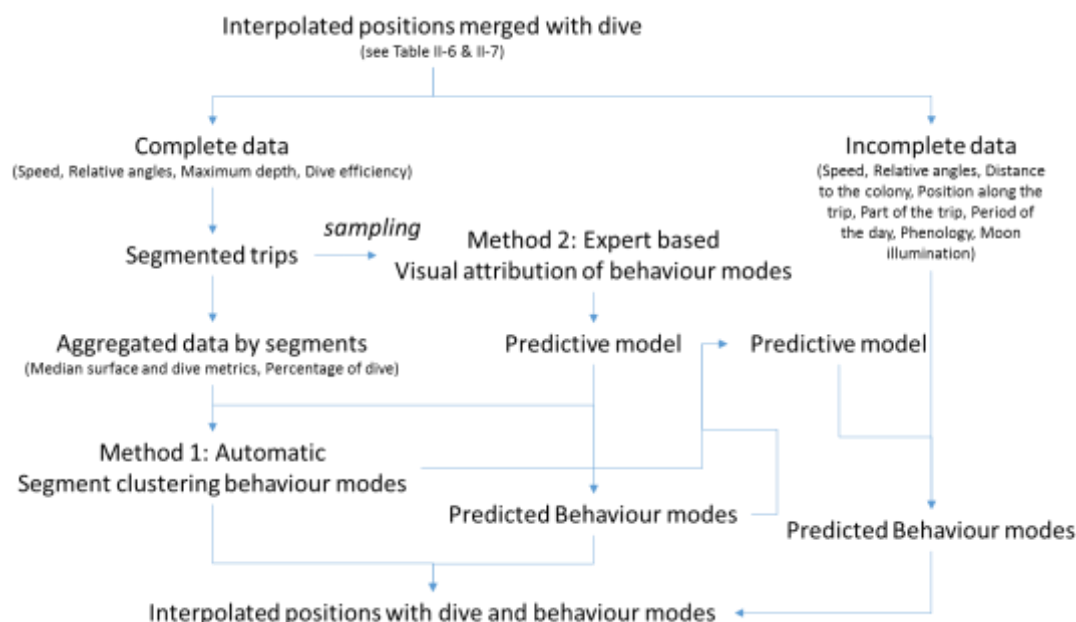 Interpolated positions merged with dive
(see Table II-6 & II-7)
Complete data
(Speed, Relative angles, Maximum depth, Dive efficiency)
Incomplete data
(Speed, Relative angles, Distance
to the colony, Position along the
trip, Part of the trip, Period of
the day, Phenology, Moon
illumination)
sampling
Segmented trips
Method 2: Expert based
Visual attribution of behaviour modes
Aggregated data by segments
(Median surface and dive metrics, Percentage of dive)
Predictive model
Predictive model
Method 1: Automatic
Segment clustering behaviour modes
Predicted Behaviour modes
Predicted Behaviour modes
Interpolated positions with dive and behaviour modes